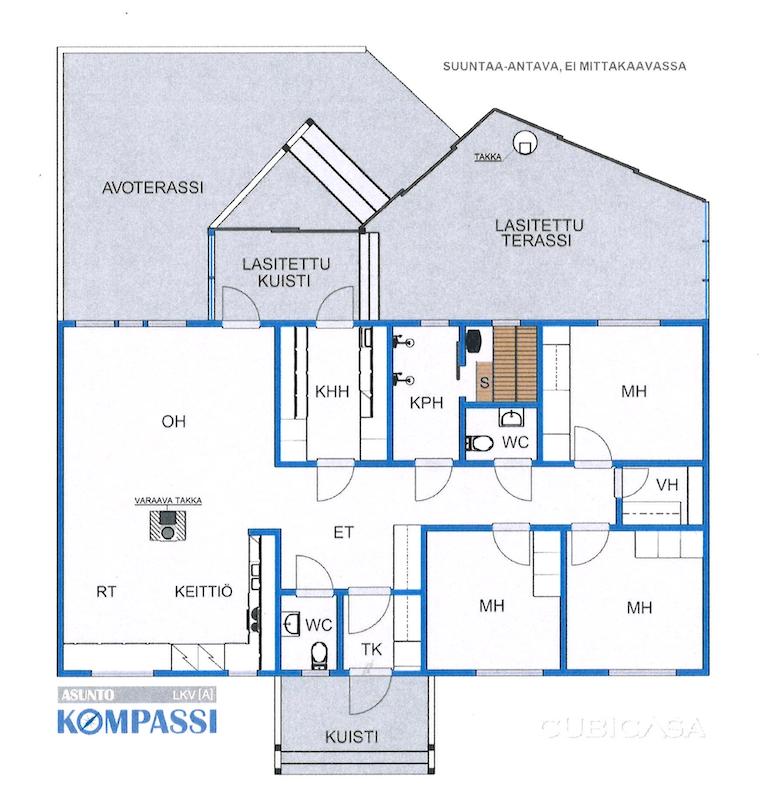 SUUNTAA-ANTAVA, EI MITTAKAAVASSA
TAKKA
AVOTERASSI
LASITETTU
TERASSI
LASITETTU
KUISTI
KHH
KPH
S
MH
OH
WC
VH
VARAAVA TAKKA
ET
RT
KEITTIÖ
MH
MH
WC
TK
ASUNTO LKV [A]
KOMPASSI
KUISTI
CUBICASA